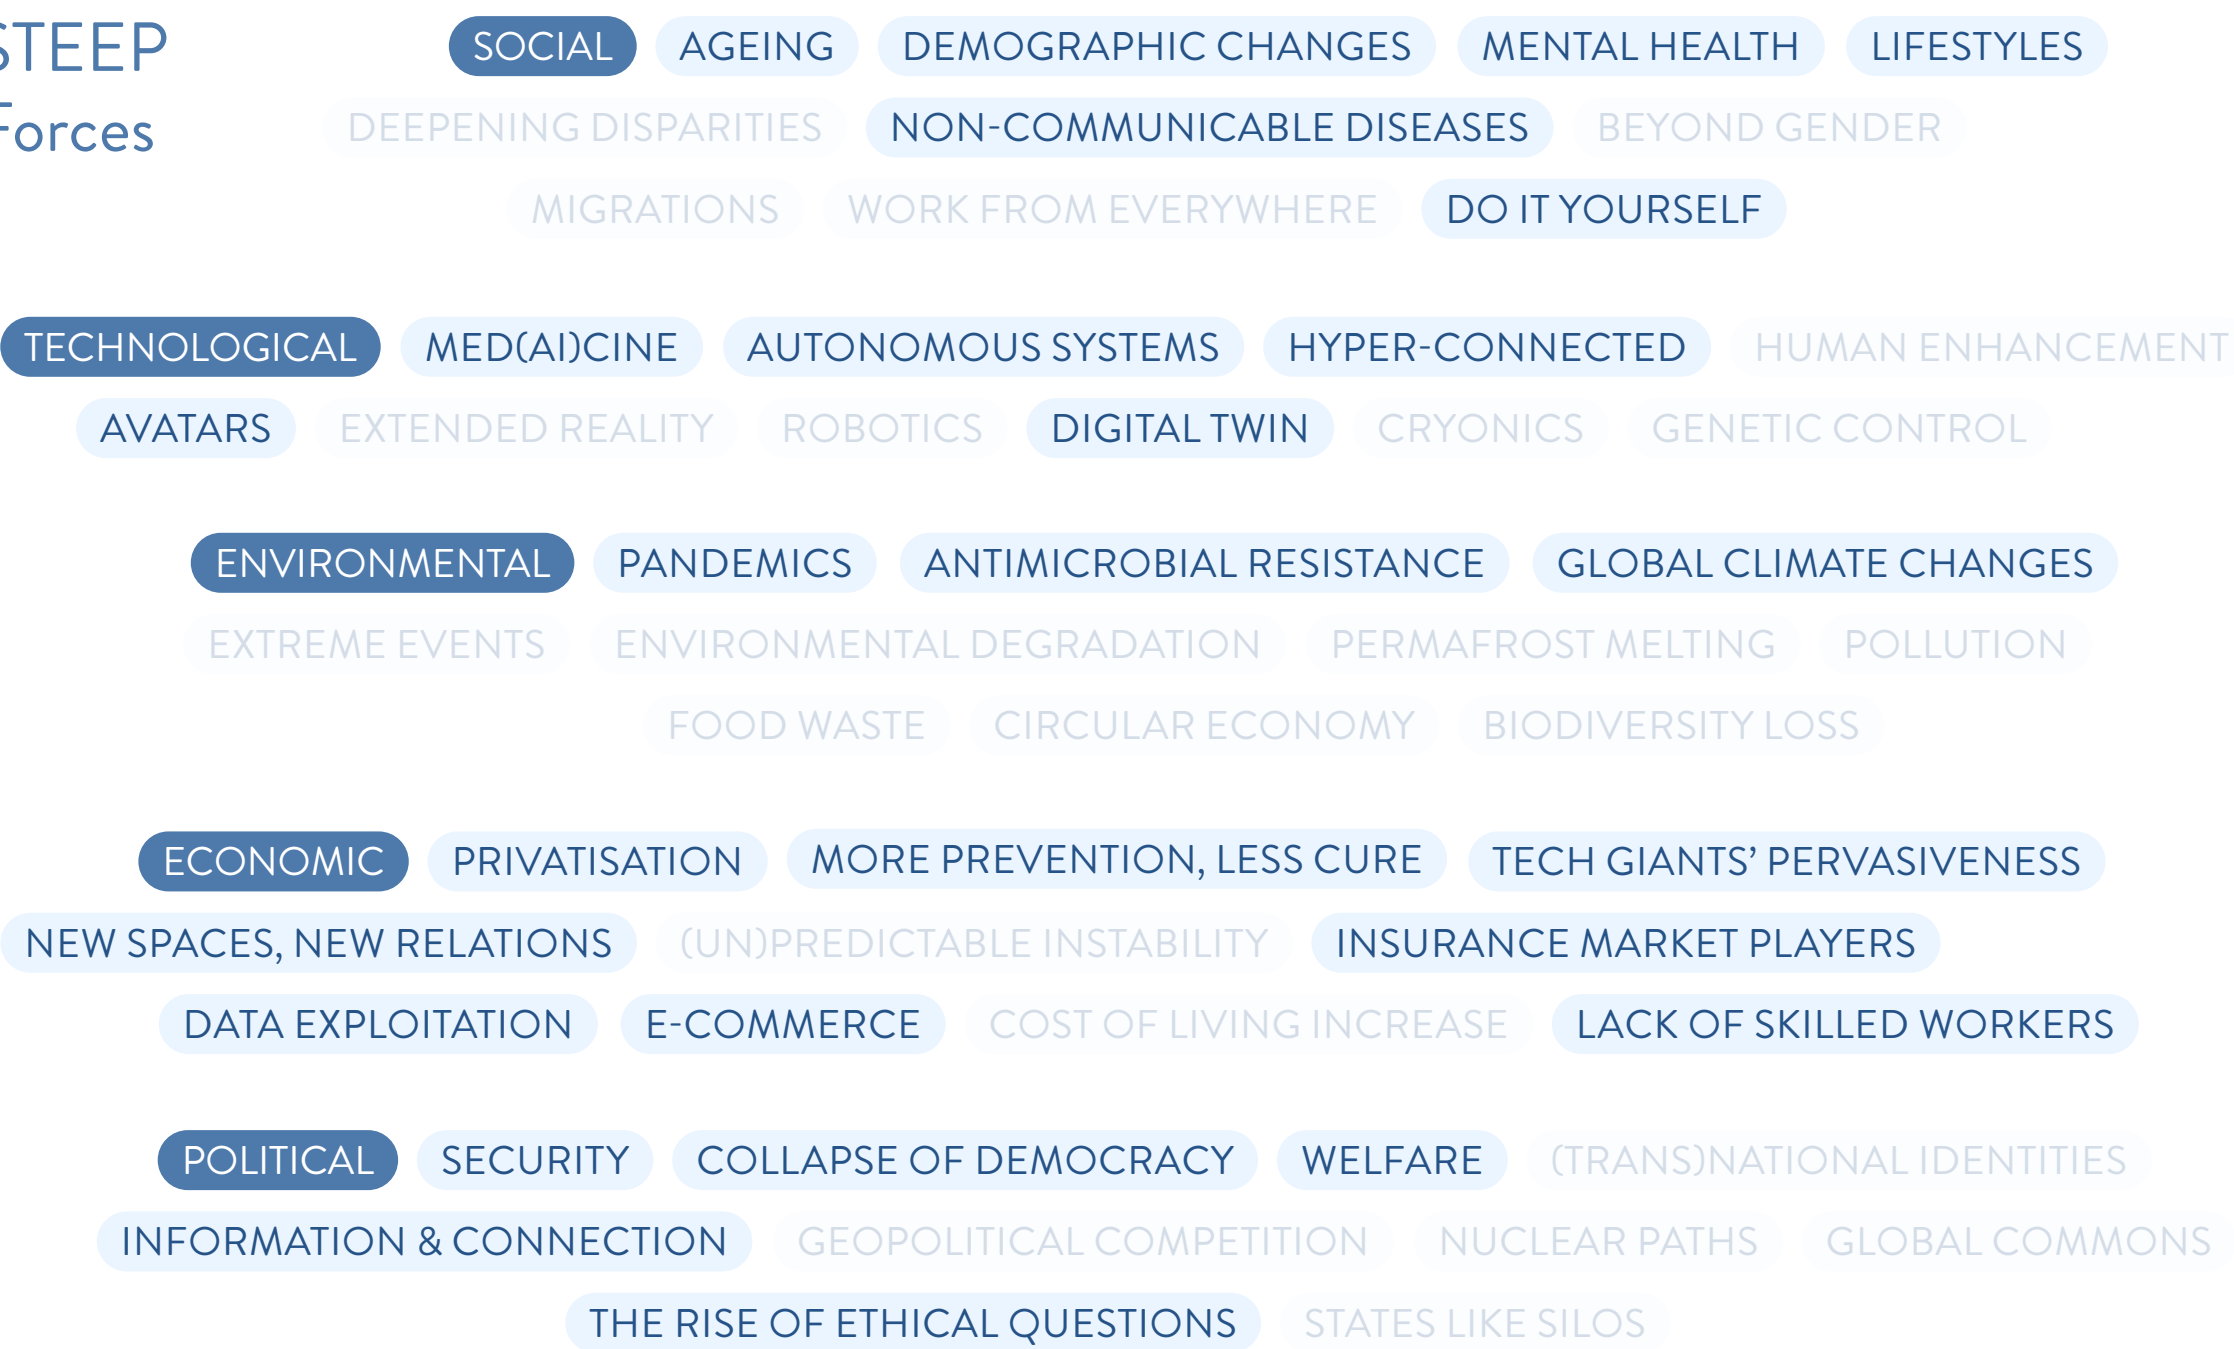 STEEP
Forces
SOCIAL AGEING DEMOGRAPHIC CHANGES MENTAL HEALTH LIFESTYLES
DEEPENING DISPARITIES NON-COMMUNICABLE DISEASES BEYOND GENDER
MIGRATIONS WORK FROM EVERYWHERE DO IT YOURSELF
TECHNOLOGICAL MED(AI)CINE AUTONOMOUS SYSTEMS HYPER-CONNECTED HUMAN ENHANCEMENT
AVATARS EXTENDED REALITY ROBOTICS DIGITAL TWIN CRYONICS GENETIC CONTROL
ENVIRONMENTAL PANDEMICS ANTIMICROBIAL RESISTANCE GLOBAL CLIMATE CHANGES
EXTREME EVENTS ENVIRONMENTAL DEGRADATION PERMAFROST MELTING POLLUTION
FOOD WASTE CIRCULAR ECONOMY BIODIVERSITY LOSS
ECONOMIC PRIVATISATION MORE PREVENTION, LESS CURE TECH GIANTS’ PERVASIVENESS
NEW SPACES, NEW RELATIONS (UN)PREDICTABLE INSTABILITY INSURANCE MARKET PLAYERS
DATA EXPLOITATION E-COMMERCE COST OF LIVING INCREASE LACK OF SKILLED WORKERS
POLITICAL SECURITY COLLAPSE OF DEMOCRACY WELFARE (TRANS)NATIONAL IDENTITIES
INFORMATION & CONNECTION GEOPOLITICAL COMPETITION NUCLEAR PATHS GLOBAL COMMONS
THE RISE OF ETHICAL QUESTIONS STATES LIKE SILOS